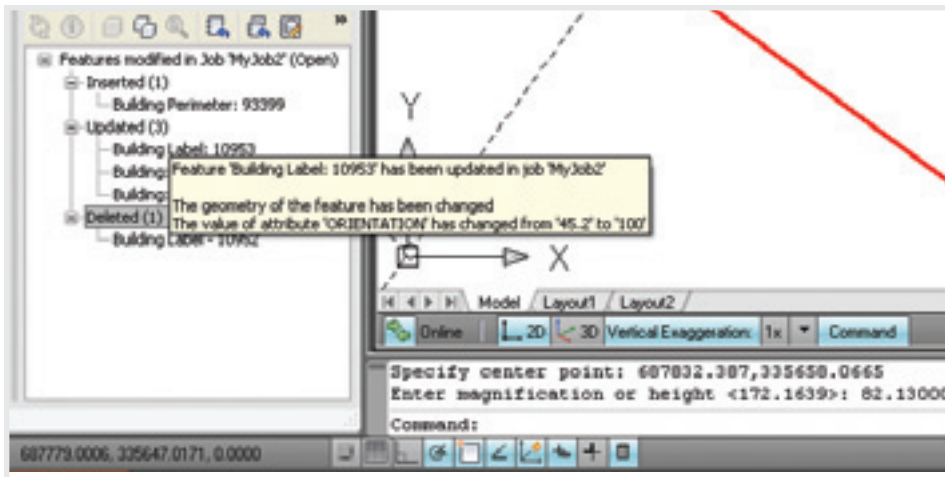 Features modified in Job 'MyJob2' (Open)
Inserted (1)
Building Perimeter: 93399
Updated (3)
Building Label: 10953
Building
Building
Deleted (1)
Building Label - 10952
Feature 'Building Label: 10953' has been updated in job 'MyJob2'
The geometry of the feature has been changed
The value of attribute 'ORIENTATION' has changed from '45.2' to '100'
Y
X
Model / Layout1 / Layout2 /
Online 2D 3D Vertical Exaggeration: 1x Command
Specify center point: 687832.387,335658.0665
Enter magnification or height <172.1639>: 82.13000
Command:
687779.0006, 335647.0171, 0.0000